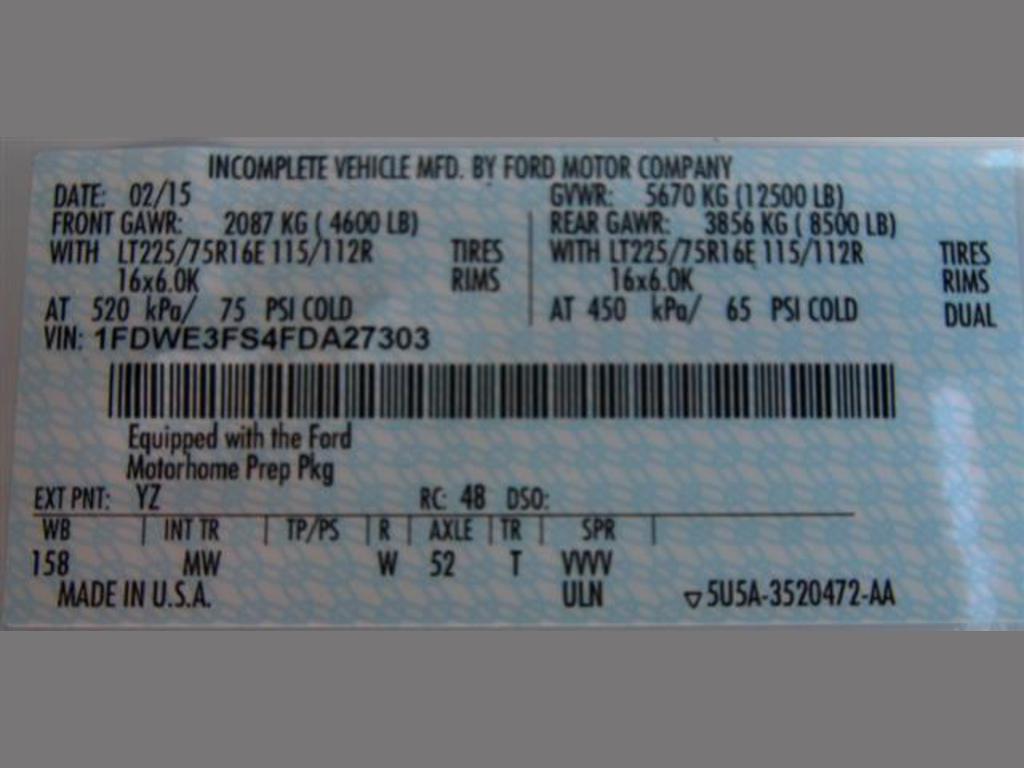 INCOMPLETE VEHICLE MFD. BY FORD MOTOR COMPANY
DATE: 02/15 GVWR: 5670 KG (12500 LB)
FRONT GAWR: 2087 KG ( 4600 LB) REAR GAWR: 3856 KG ( 8500 LB)
WITH LT225/75R16E 115/112R TIRES WITH LT225/75R16E 115/112R TIRES
16x6.0K RIMS 16x6.0K RIMS
AT 520 kPa/ 75 PSI COLD AT 450 kPa/ 65 PSI COLD DUAL
VIN: 1FDWE3FS4FDA27303
Equipped with the Ford
Motorhome Prep Pkg
EXT PNT: YZ RC: 48 DSO:
WB | INT TR | TP/PS | R | AXLE | TR | SPR |
158 MW W 52 T VVVV
MADE IN U.S.A. ULN ▽5U5A-3520472-AA